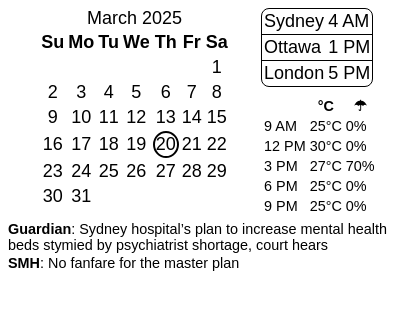 March 2025
Su Mo Tu We Th Fr Sa
1
2 3 4 5 6 7 8
9 10 11 12 13 14 15
16 17 18 19 20 21 22
23 24 25 26 27 28 29
30 31
Sydney 4 AM
Ottawa 1 PM
London 5 PM
°C ☂
9 AM 25°C 0%
12 PM 30°C 0%
3 PM 27°C 70%
6 PM 25°C 0%
9 PM 25°C 0%
Guardian: Sydney hospital's plan to increase mental health
beds stymied by psychiatrist shortage, court hears
SMH: No fanfare for the master plan